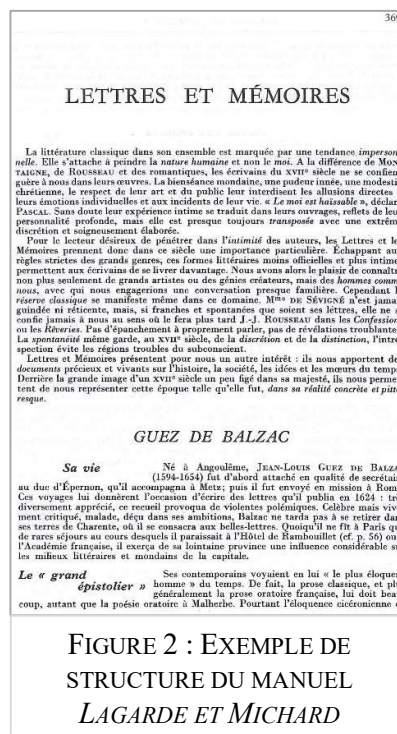 369
LETTRES ET MÉMOIRES
La littérature classique dans son ensemble est marquée par une tendance imperson-
nelle. Elle s'attache à peindre la nature humaine et non le moi. A la différence de MON
TAIGNE, de ROUSSEAU et des romantiques, les écrivains du XVIIe siècle ne se confien
guère à nous dans leurs œuvres. La bienséance mondaine, une pudeur innée, une modesti
chrétienne, le respect de leur art et du public leur interdisent les allusions directes
leurs émotions individuelles et aux incidents de leur vie. « Le moi est haïssable », déclar
PASCAL. Sans doute leur expérience intime se traduit dans leurs ouvrages, reflets de leu
personnalité profonde, mais elle est presque toujours transposée avec une extrêm
discrétion et soigneusement élaborée.
Pour le lecteur désireux de pénétrer dans l'intimité des auteurs, les Lettres et le
Mémoires prennent donc dans ce siècle une importance particulière. Échappant au
règles strictes des grands genres, ces formes littéraires moins officielles et plus intime
permettent aux écrivains de se livrer davantage. Nous avons alors le plaisir de connaîtr
non plus seulement de grands artistes ou des génies créateurs, mais des hommes comm
nous, avec qui nous engagerions une conversation presque familière. Cependant l
réserve classique se manifeste même dans ce domaine. Mme DE SÉVIGNÉ n'est jama
guindée ni réticente, mais, si franches et spontanées que soient ses lettres, elle ne s
confie jamais à nous au sens où le fera plus tard J.-J. ROUSSEAU dans les Confession
ou les Rêveries. Pas d'épanchement à proprement parler, pas de révélations troublante
La spontanéité même garde, au XVIIe siècle, de la discrétion et de la distinction, l'intro
spection évite les régions troubles du subconscient.
Lettres et Mémoires présentent pour nous un autre intérêt : ils nous apportent de
documents précieux et vivants sur l'histoire, la société, les idées et les mœurs du temp
Derrière la grande image d'un XVIIe siècle un peu figé dans sa majesté, ils nous perme
tent de nous représenter cette époque telle qu'elle fut, dans sa réalité concrète et pitto
resque.
GUEZ DE BALZAC
Sa vie Né à Angoulême, JEAN-LOUIS GUEZ DE BALZA
(1594-1654) fut d'abord attaché en qualité de secrétai
au duc d'Épernon, qu'il accompagna à Metz; puis il fut envoyé en mission à Rom
Ces voyages lui donnèrent l'occasion d'écrire des lettres qu'il publia en 1624 : trè
diversement apprécié, ce recueil provoqua de violentes polémiques. Célèbre mais viv
ment critiqué, malade, déçu dans ses ambitions, Balzac ne tarda pas à se retirer dan
ses terres de Charente, où il se consacra aux belles-lettres. Quoiqu'il ne fît à Paris qu
de rares séjours au cours desquels il paraissait à l'Hôtel de Rambouillet (cf. p. 56) ou
l'Académie française, il exerça de sa lointaine province une influence considérable su
les milieux littéraires et mondains de la capitale.
Le « grand Ses contemporains voyaient en lui « le plus éloque
épistolier » homme » du temps. De fait, la prose classique, et pl
généralement la prose oratoire française, lui doit beau
coup, autant que la poésie oratoire à Malherbe. Pourtant l'éloquence cicéronienne
FIGURE 2 : EXEMPLE DE
STRUCTURE DU MANUEL
LAGARDE ET MICHARD